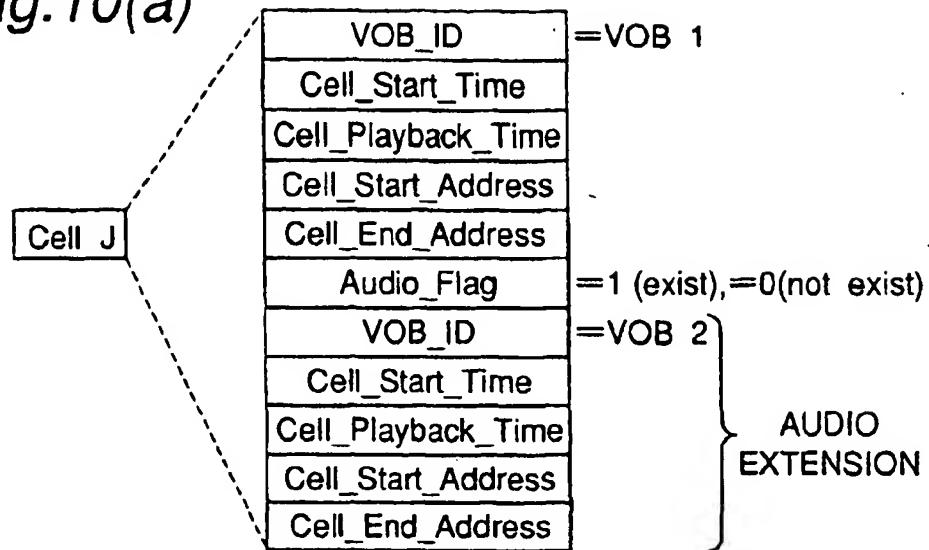 ig.10(a)
VOB_ID =VOB 1
Cell_Start_Time
Cell_Playback_Time
Cell_Start_Address
Cell J
Cell_End_Address
Audio_Flag =1 (exist),=0(not exist)
VOB_ID =VOB 2
Cell_Start_Time
Cell_Playback_Time
AUDIO
EXTENSION
Cell_Start_Address
Cell_End_Address